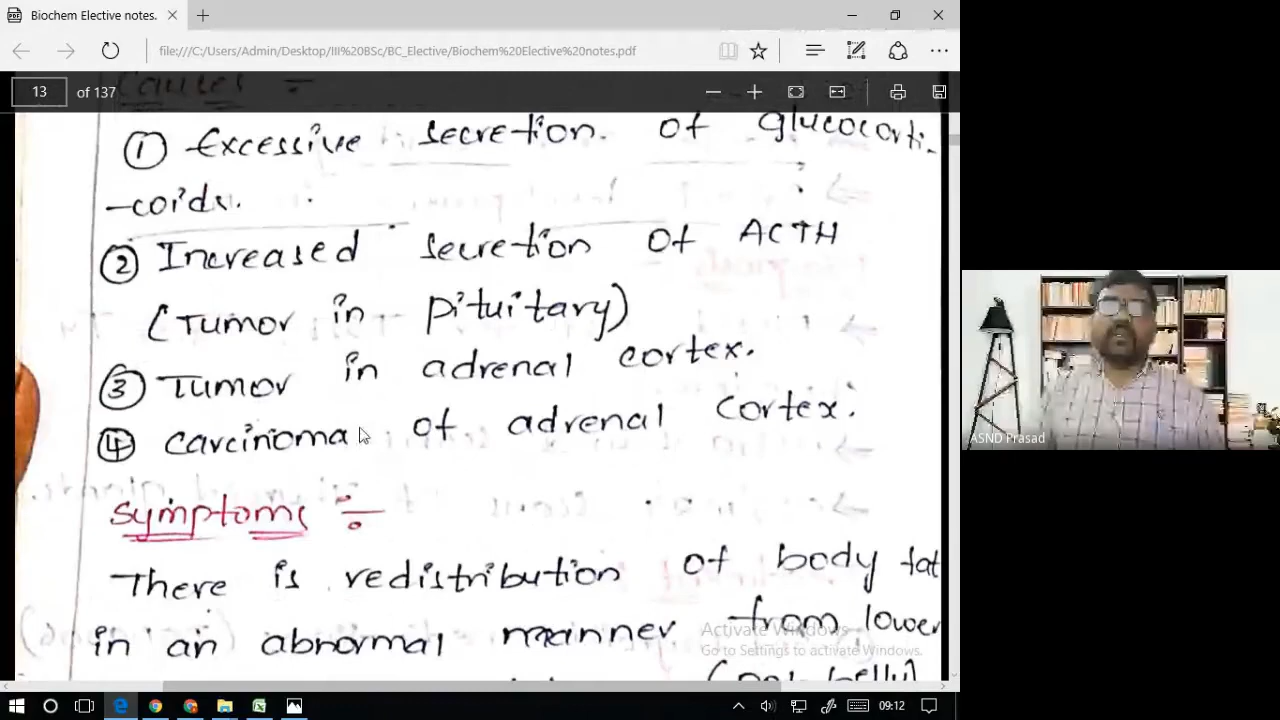 Biochem Elective notes.
file:///C:/Users/Admin/Desktop/III%20BSc/BC_Elective/Biochem%20Elective%20notes.pdf
13 of 137
Causes :-
① Excessive secretion of glucocorti-
-coids.
② Increased secretion of ACTH
(Tumor in pituitary)
③ Tumor in adrenal cortex.
④ carcinoma of adrenal cortex.
symptoms ÷
There is redistribution of body fat
in an abnormal manner from lower
(pot belly)
Activate Windows
Go to Settings to activate Windows.
ASND Prasad
09:12